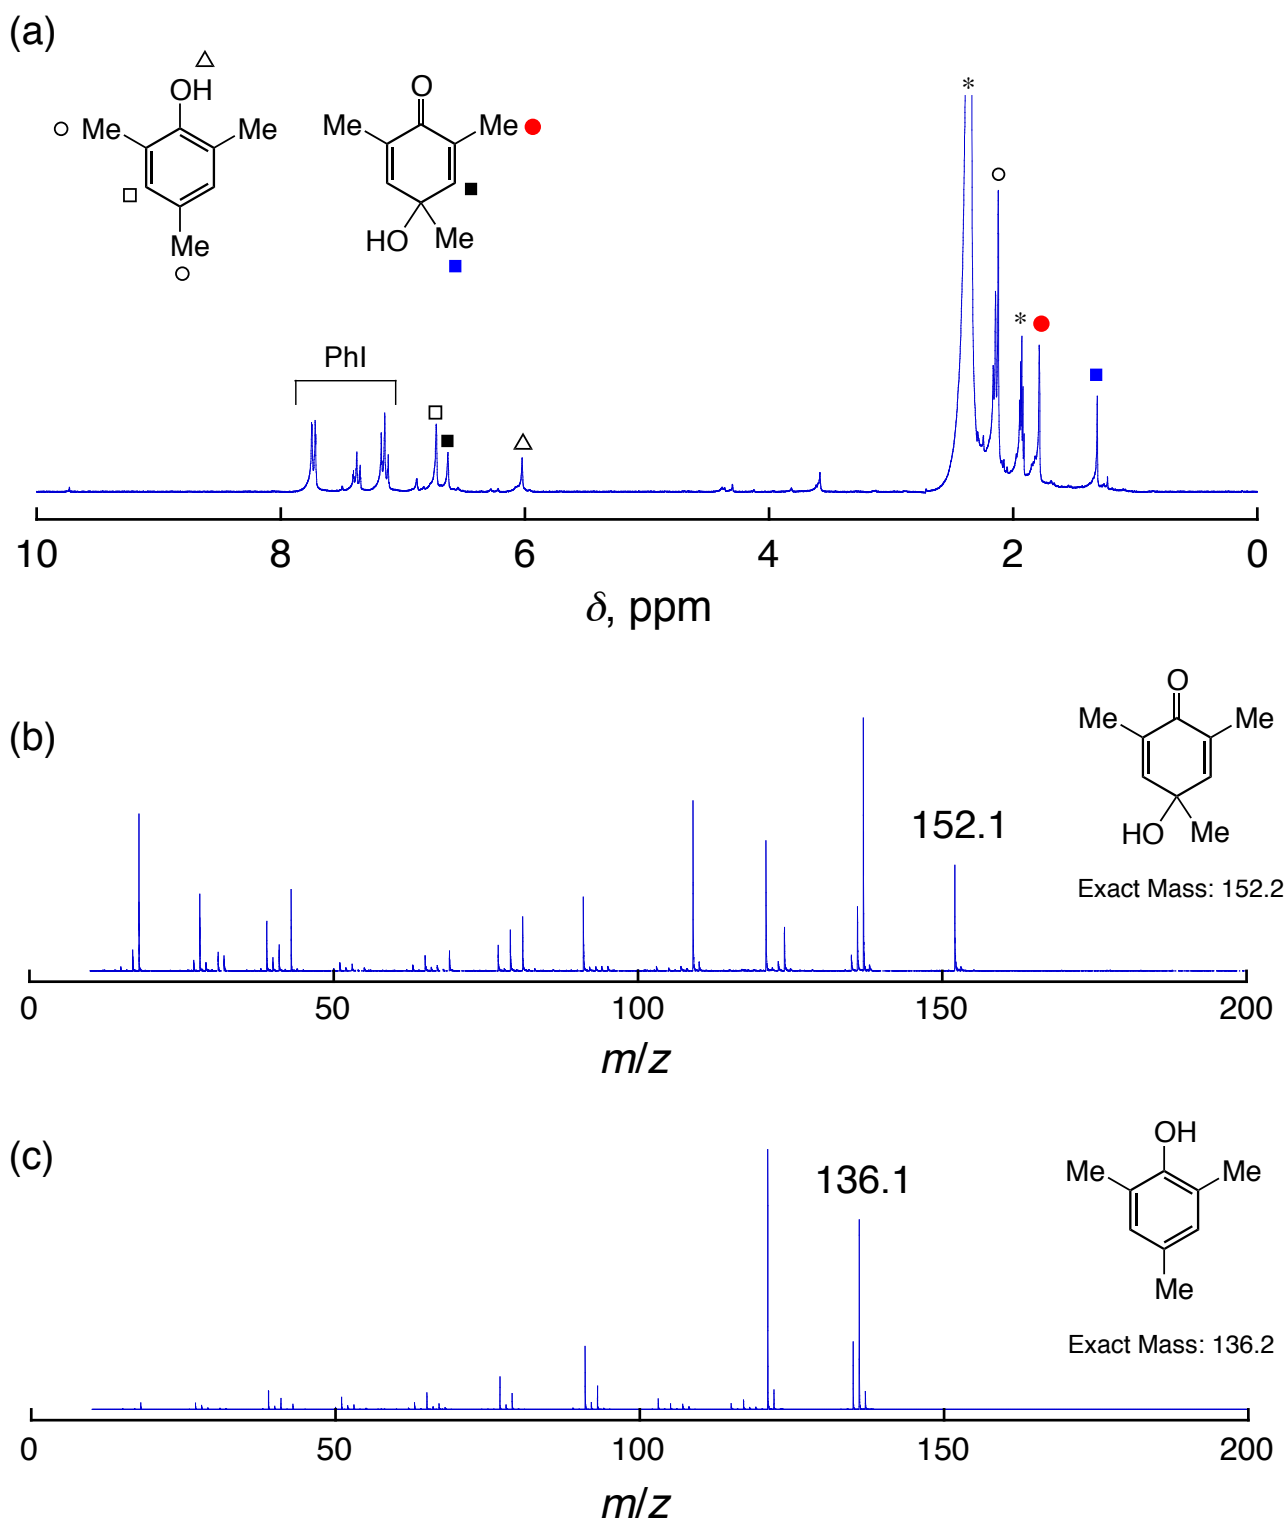 (a)
OH
Me Me
Me
O
Me Me
HO Me
*
*
PhI
10 8 6 4 2 0
δ, ppm
(b)
O
Me Me
HO Me
152.1
Exact Mass: 152.2
0 50 100 150 200
m/z
(c)
OH
Me Me
Me
136.1
Exact Mass: 136.2
0 50 100 150 200
m/z